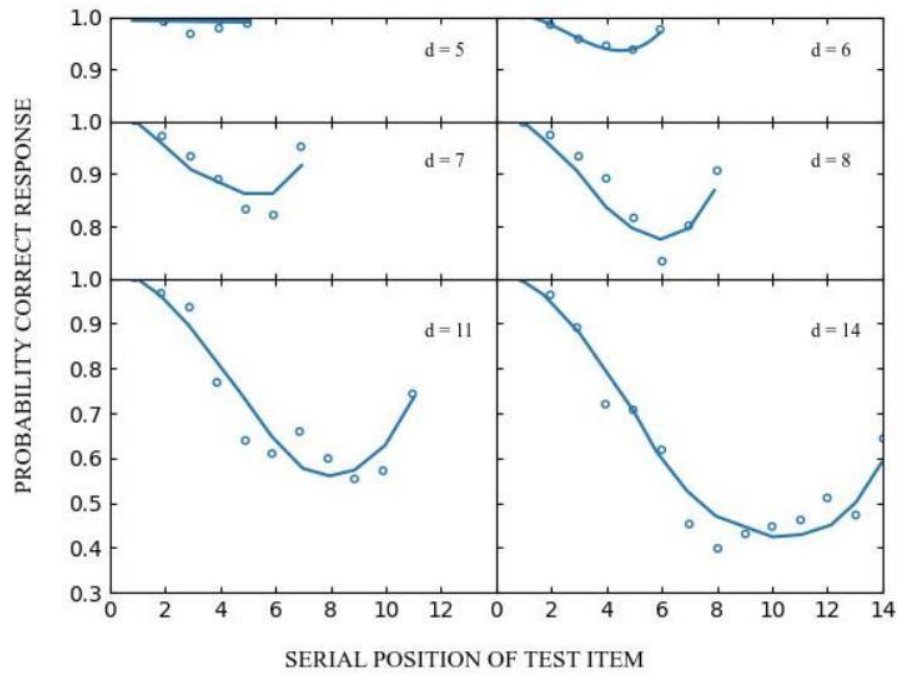 PROBABILITY CORRECT RESPONSE
1.0
0.9
d = 5
d = 6
1.0
0.9
0.8
d = 7
d = 8
1.0
0.9
0.8
0.7
0.6
0.5
0.4
0.3
d = 11
d = 14
0 2 4 6 8 10 12 0 2 4 6 8 10 12 14
SERIAL POSITION OF TEST ITEM